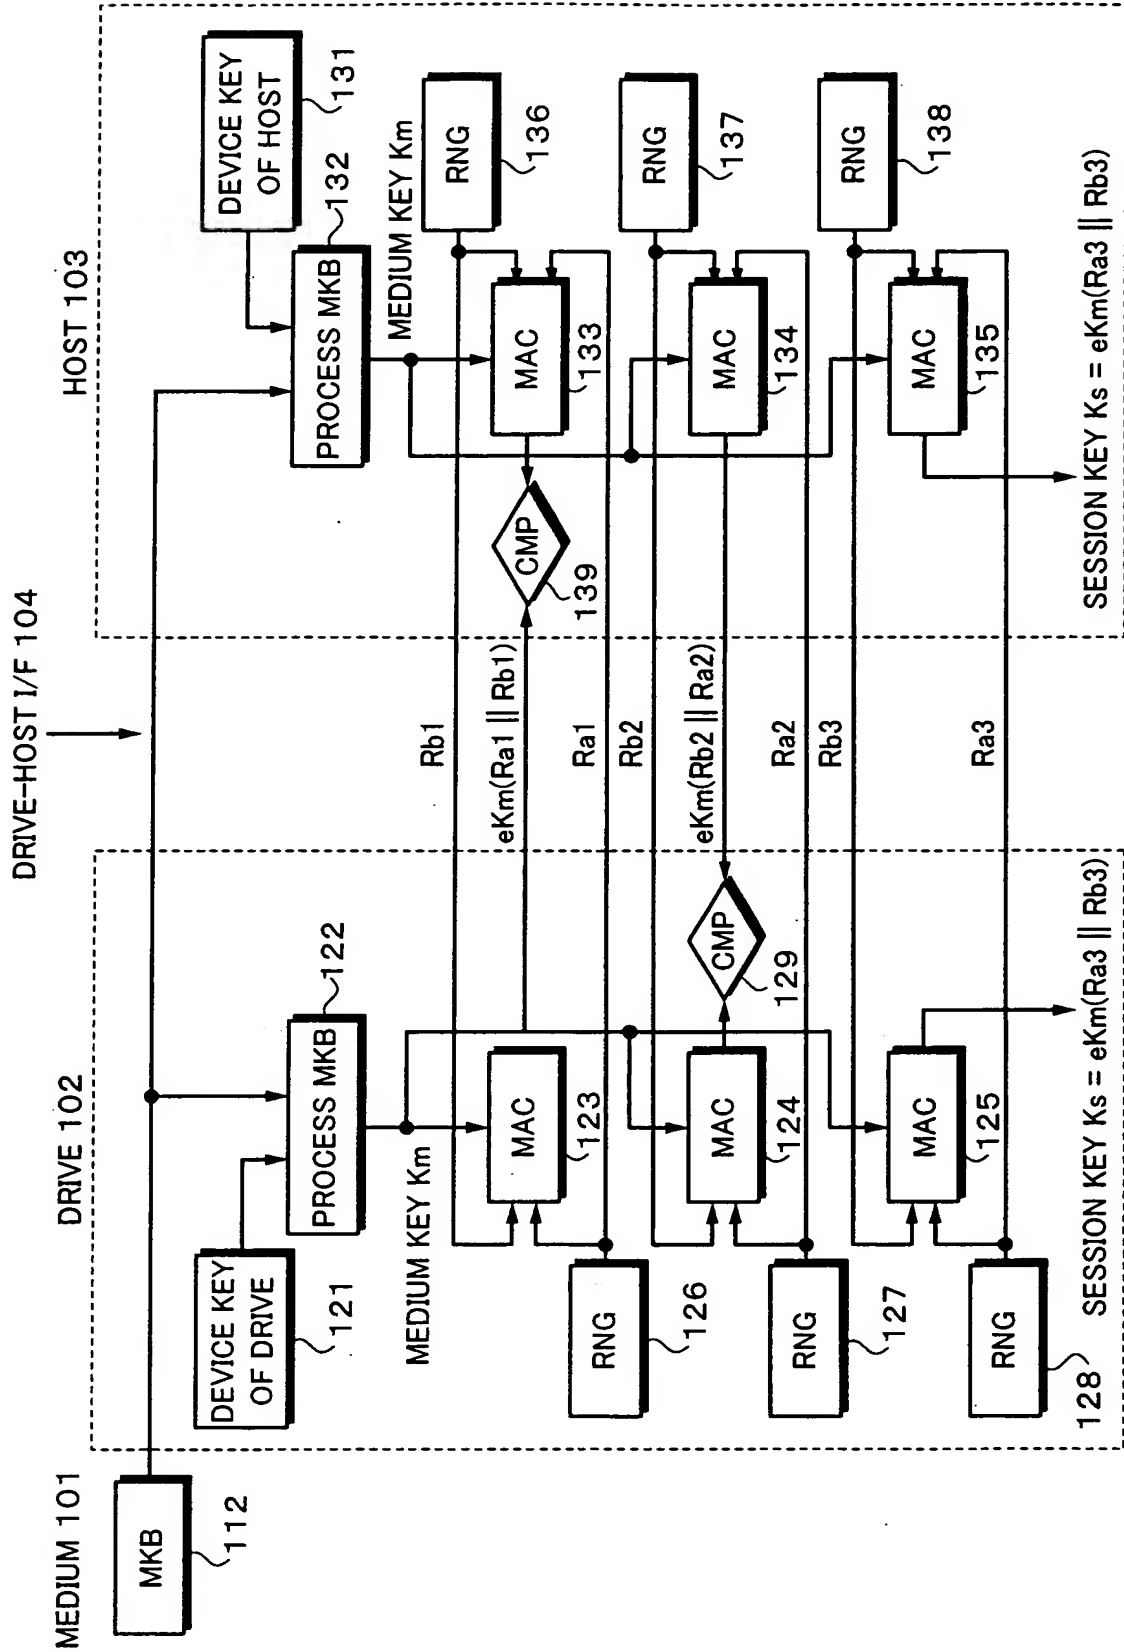 DRIVE-HOST I/F 104
MEDIUM 101
MKB
112
DRIVE 102
DEVICE KEY
OF DRIVE
121
PROCESS MKB
122
MEDIUM KEY Km
MAC
123
MAC
124
MAC
125
RNG
126
RNG
127
RNG
128
CMP
129
SESSION KEY Ks = eKm(Ra3 || Rb3)
Rb1
eKm(Ra1 || Rb1)
Ra1
Rb2
eKm(Rb2 || Ra2)
Ra2
Rb3
Ra3
HOST 103
DEVICE KEY
OF HOST
131
PROCESS MKB
132
MEDIUM KEY Km
MAC
133
MAC
134
MAC
135
RNG
136
RNG
137
RNG
138
CMP
139
SESSION KEY Ks = eKm(Ra3 || Rb3)